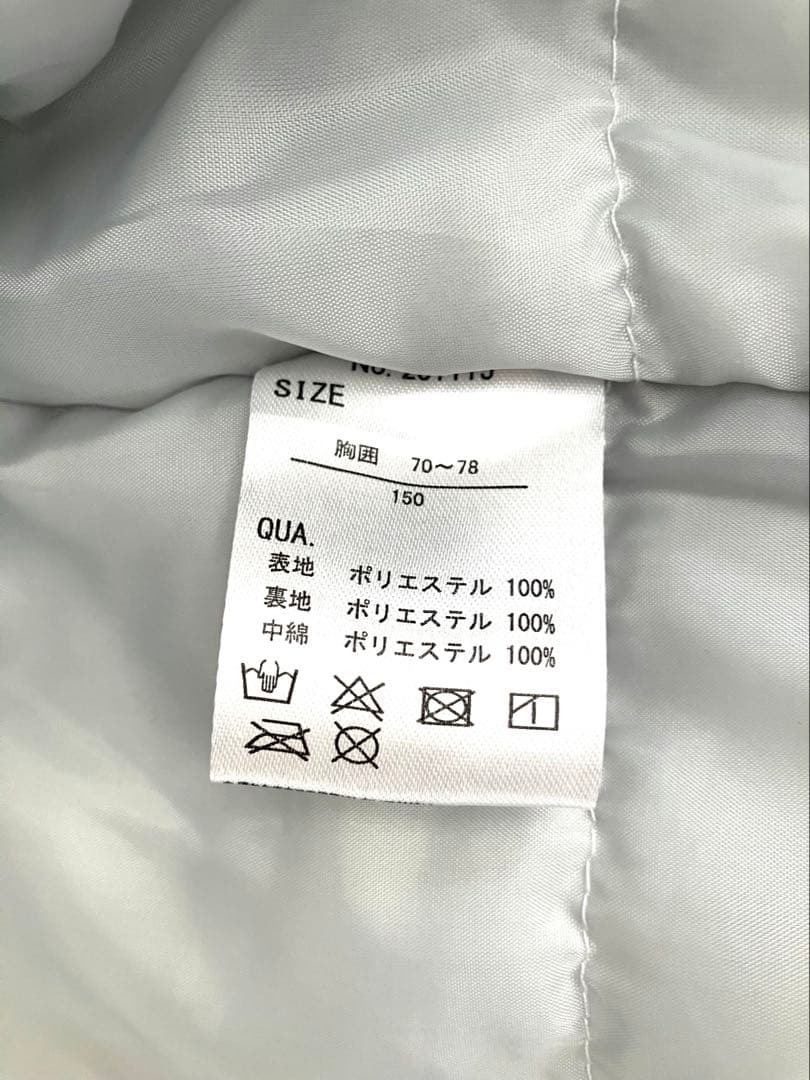 SIZE
胸囲 70～78
150
QUA.
表地 ポリエステル 100%
裏地 ポリエステル 100%
中綿 ポリエステル 100%